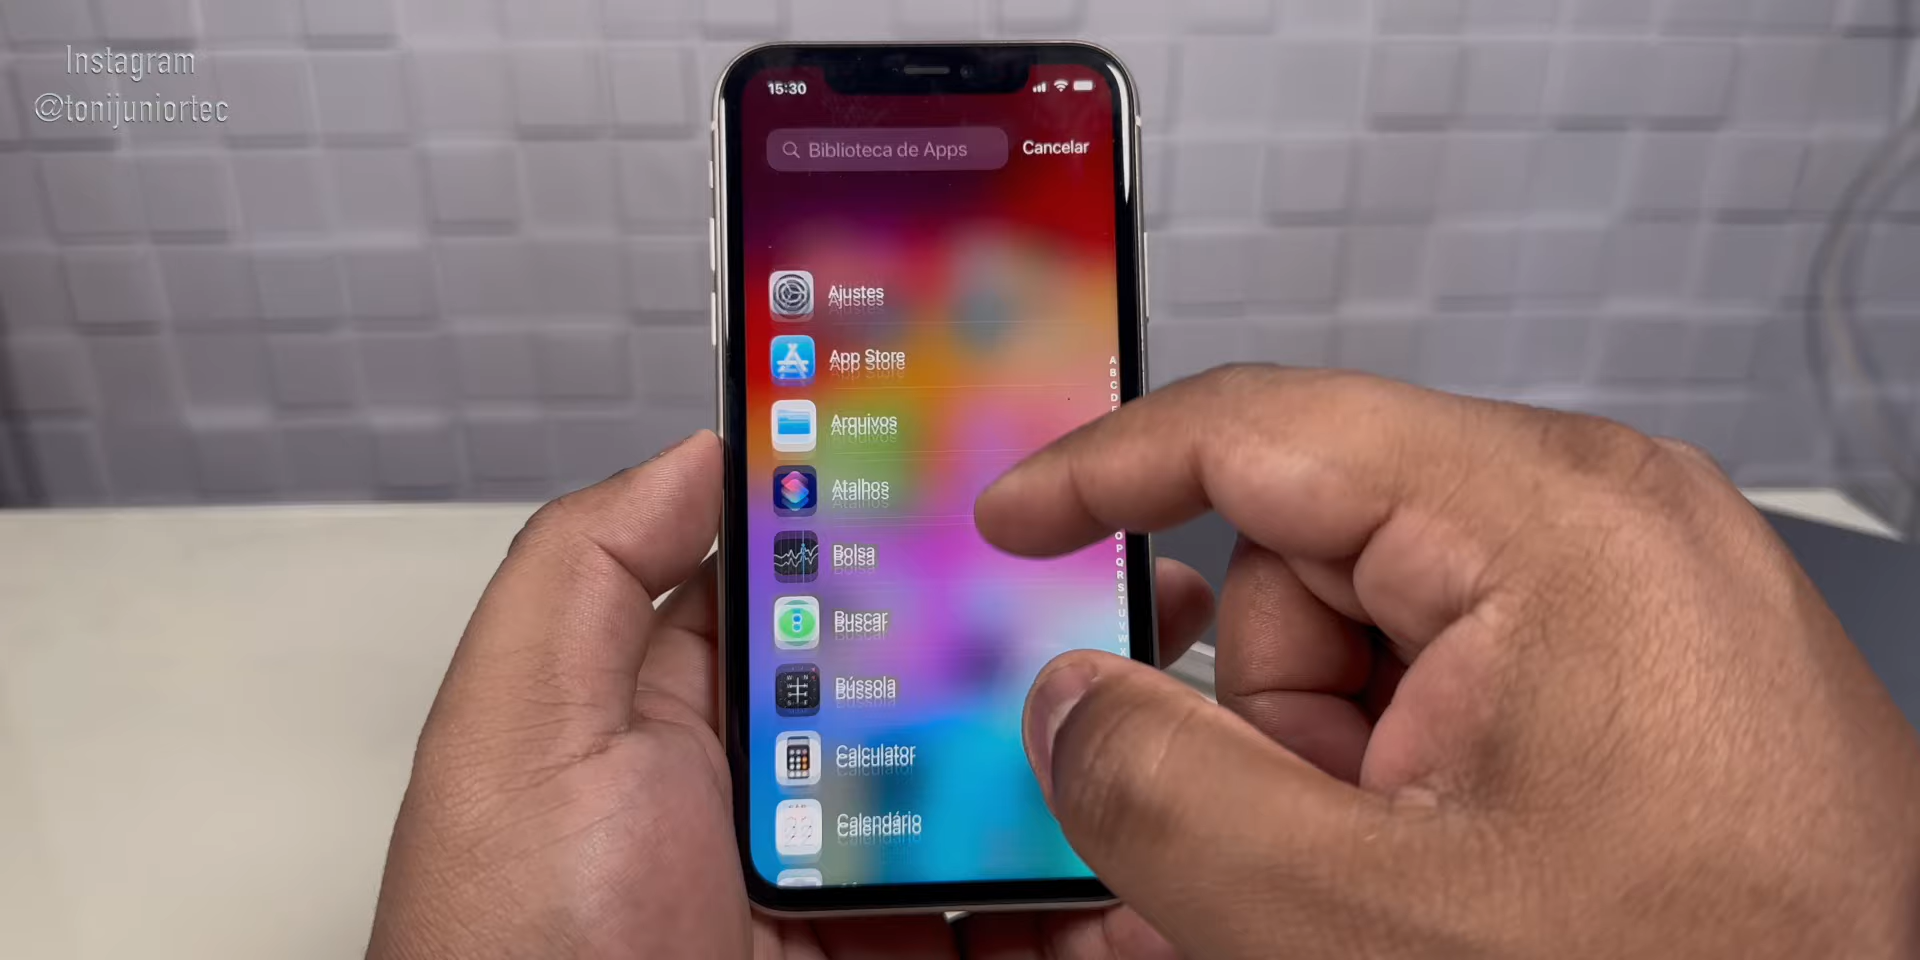 Instagram
@tonijuniortec
15:30
Biblioteca de Apps
Cancelar
Ajustes
App Store
Arquivos
Atalhos
Bolsa
Buscar
Bússola
Calculator
Calendário
A
B
C
D
O
P
Q
R
S
T
U
V
W
X